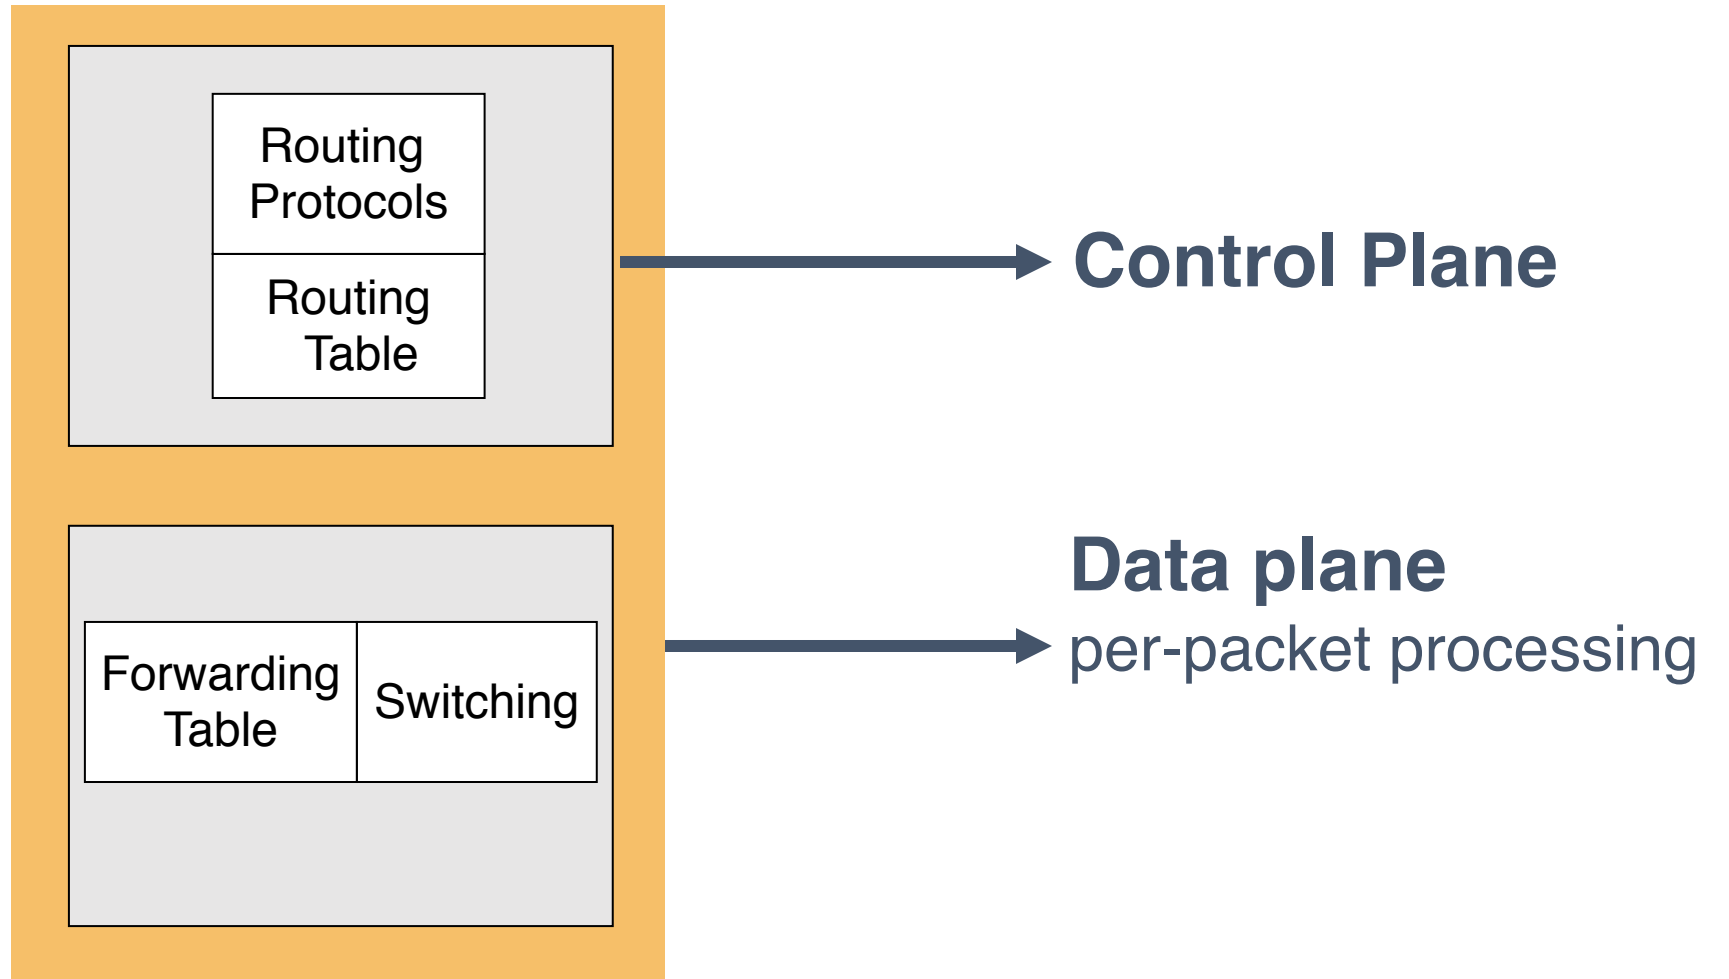 Routing
Protocols
Routing
Table
Control Plane
Data plane
per-packet processing
Forwarding
Table
Switching